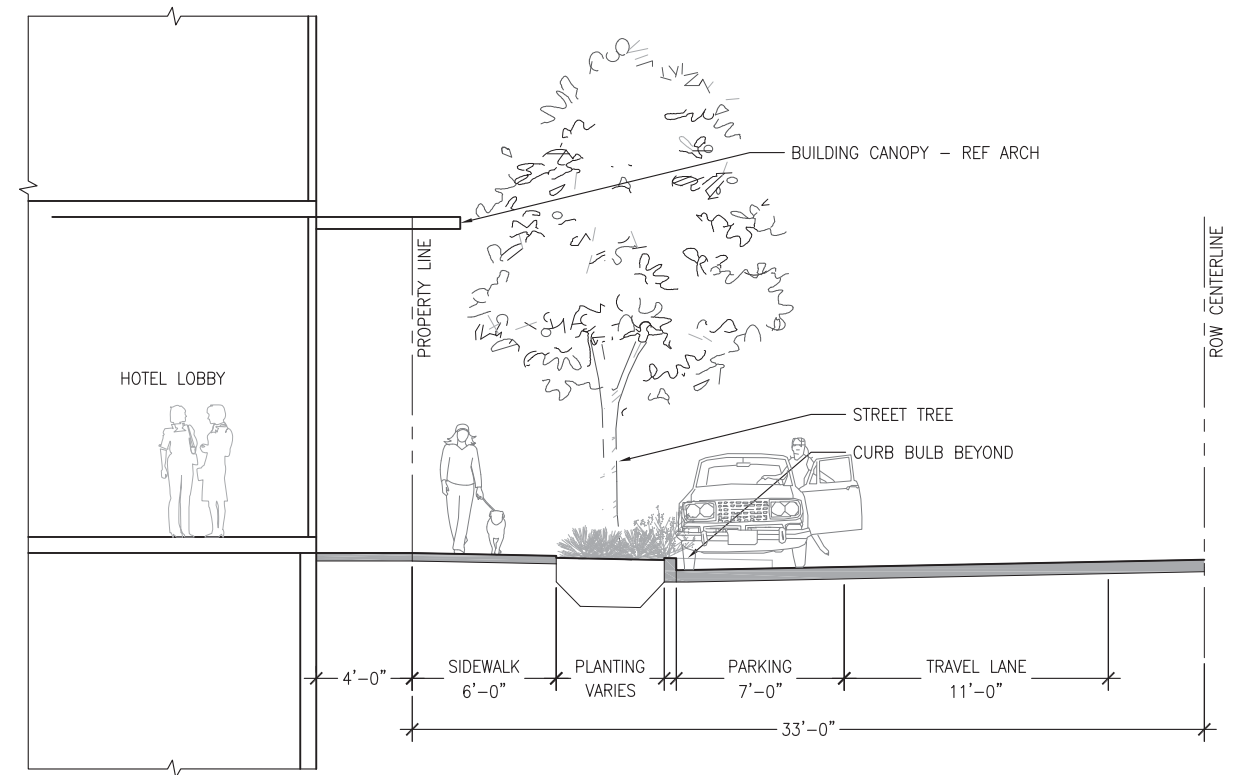 BUILDING CANOPY – REF ARCH
PROPERTY LINE
ROW CENTERLINE
HOTEL LOBBY
STREET TREE
CURB BULB BEYOND
4'-0"
SIDEWALK
6'-0"
PLANTING
VARIES
PARKING
7'-0"
TRAVEL LANE
11'-0"
33'-0"